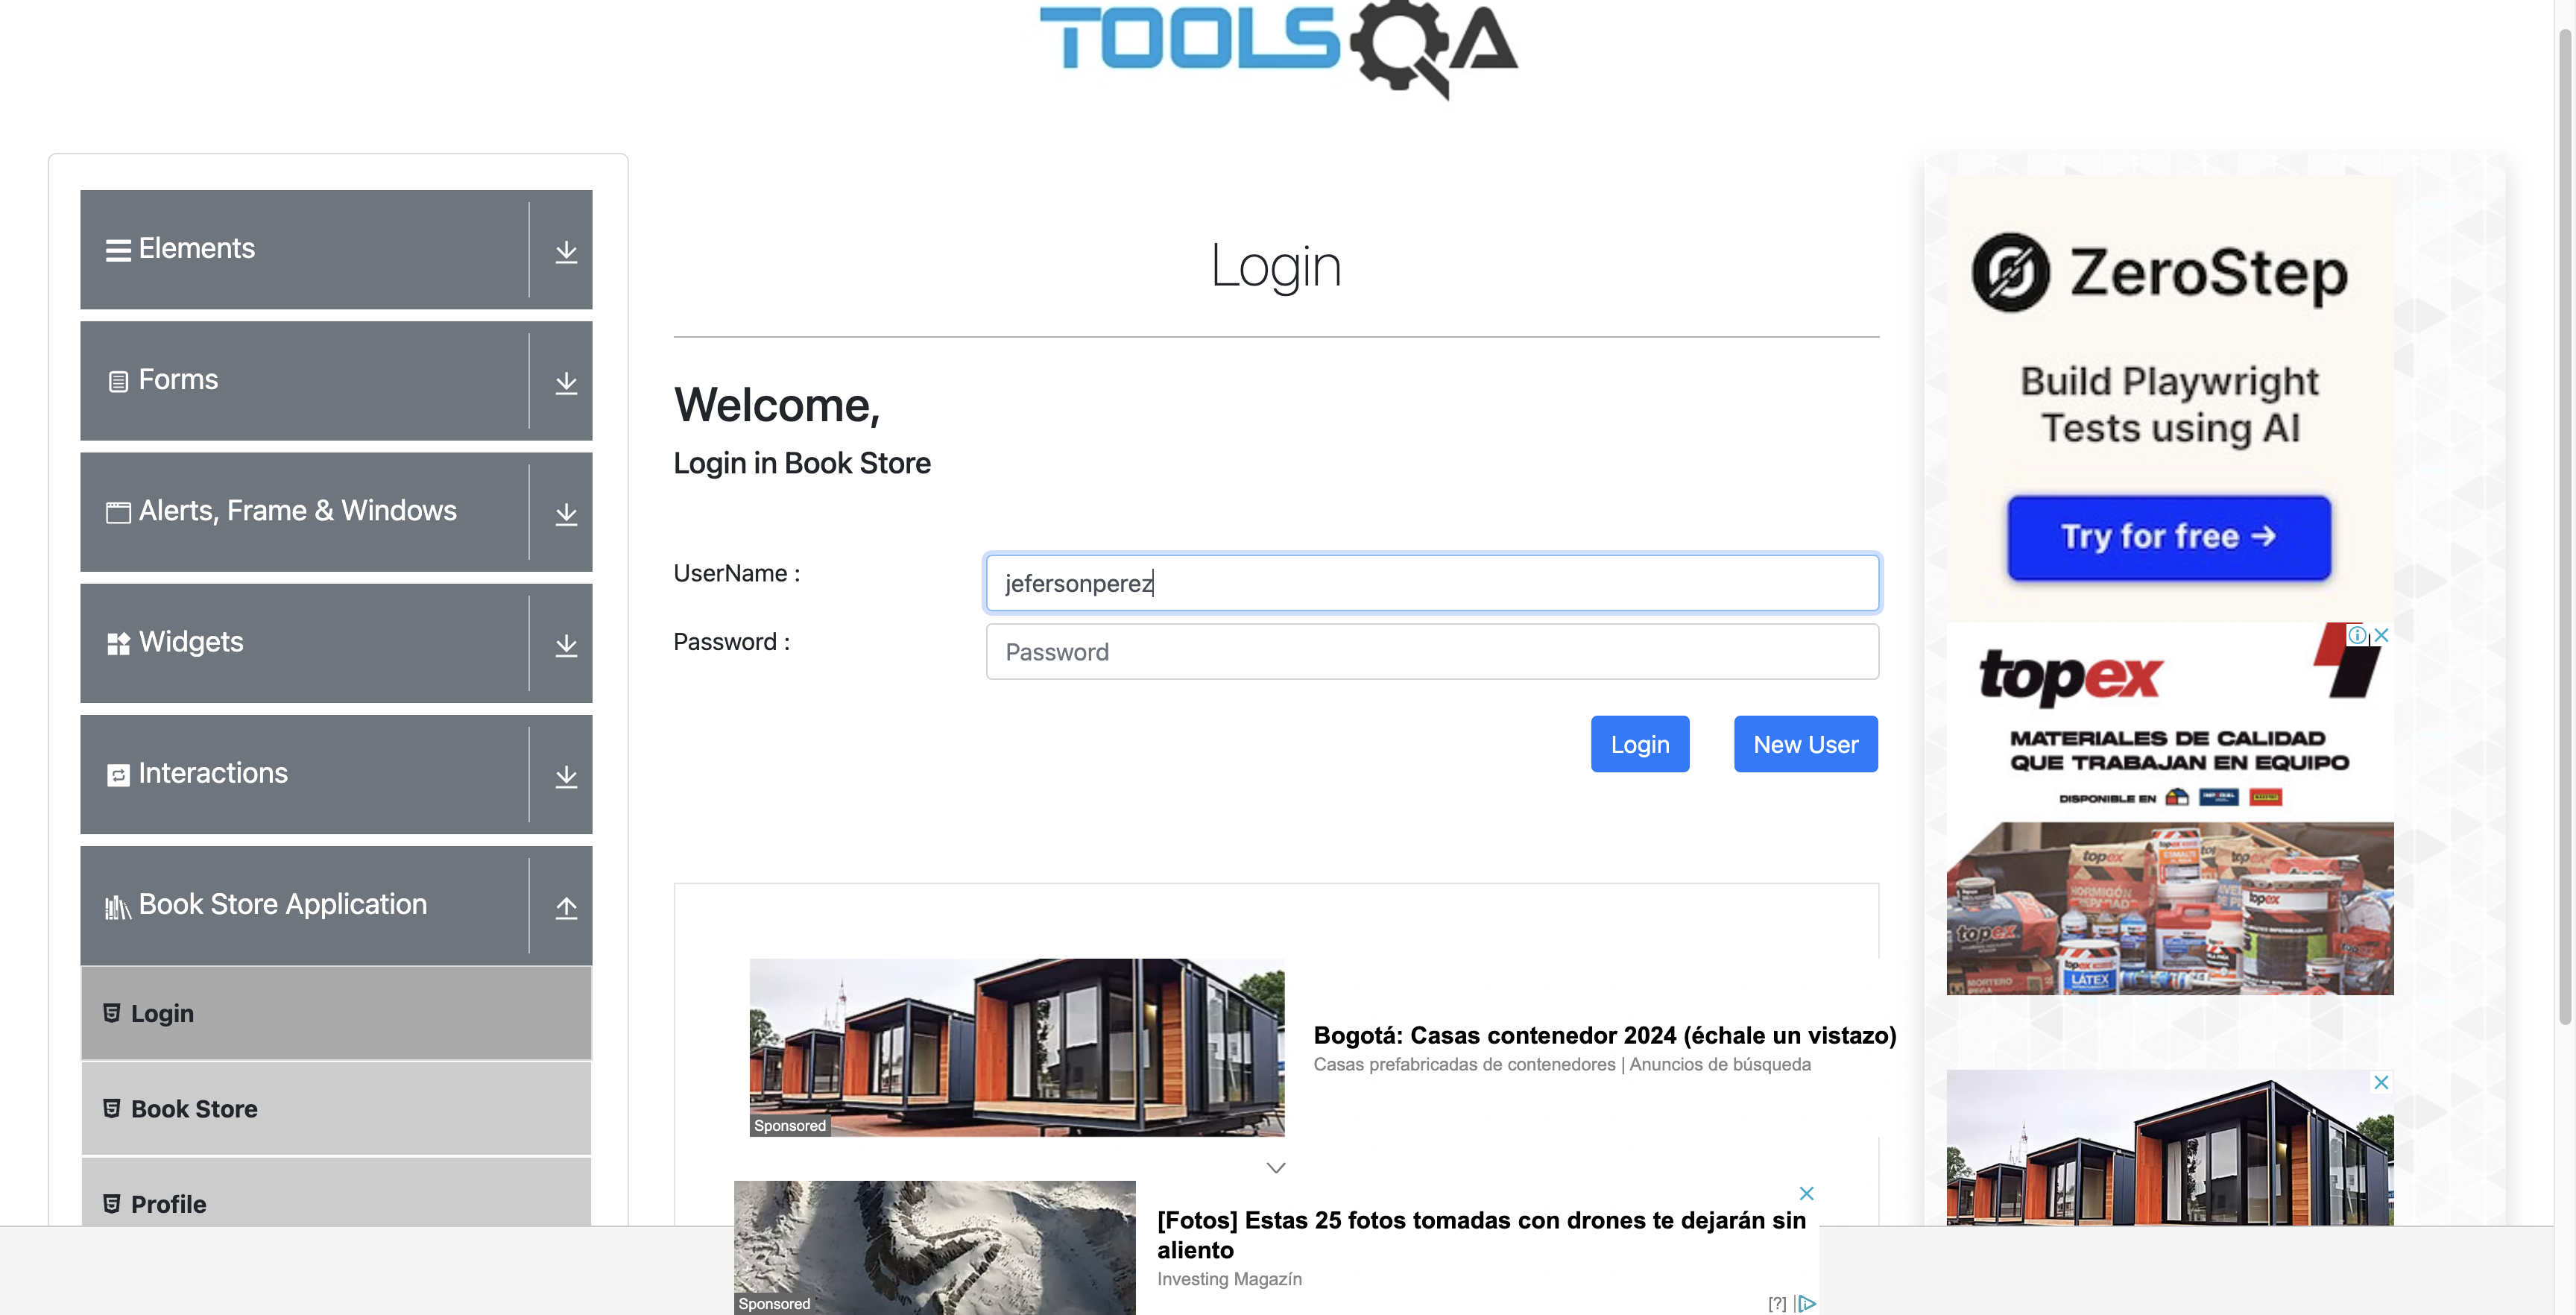 TOOLSQA
Elements
Forms
Alerts, Frame & Windows
Widgets
Interactions
Book Store Application
Login
Book Store
Profile
Login
Welcome,
Login in Book Store
UserName :
jefersonperez
Password :
Password
Login
New User
Sponsored
Bogotá: Casas contenedor 2024 (échale un vistazo)
Casas prefabricadas de contenedores | Anuncios de búsqueda
Sponsored
[Fotos] Estas 25 fotos tomadas con drones te dejarán sin
aliento
Investing Magazín
[?]
ZeroStep
Build Playwright
Tests using AI
Try for free →
topex
MATERIALES DE CALIDAD
QUE TRABAJAN EN EQUIPO
DISPONIBLE EN
topex
topex
topex
topex
LÁTEX